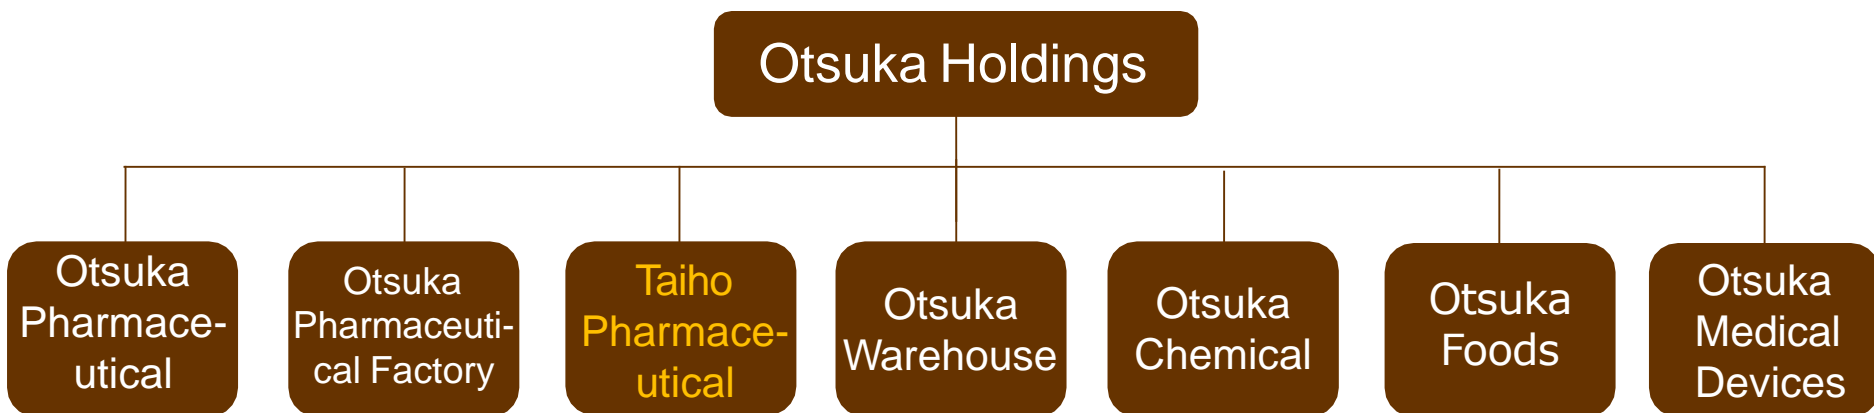 Otsuka Holdings
Otsuka
Pharmace-
utical
Otsuka
Pharmaceuti-
cal Factory
Taiho
Pharmace-
utical
Otsuka
Warehouse
Otsuka
Chemical
Otsuka
Foods
Otsuka
Medical
Devices